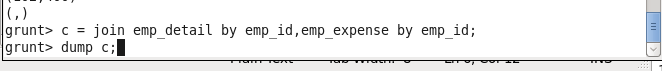 (,)
grunt> c = join emp_detail by emp_id,emp_expense by emp_id;
grunt> dump c;